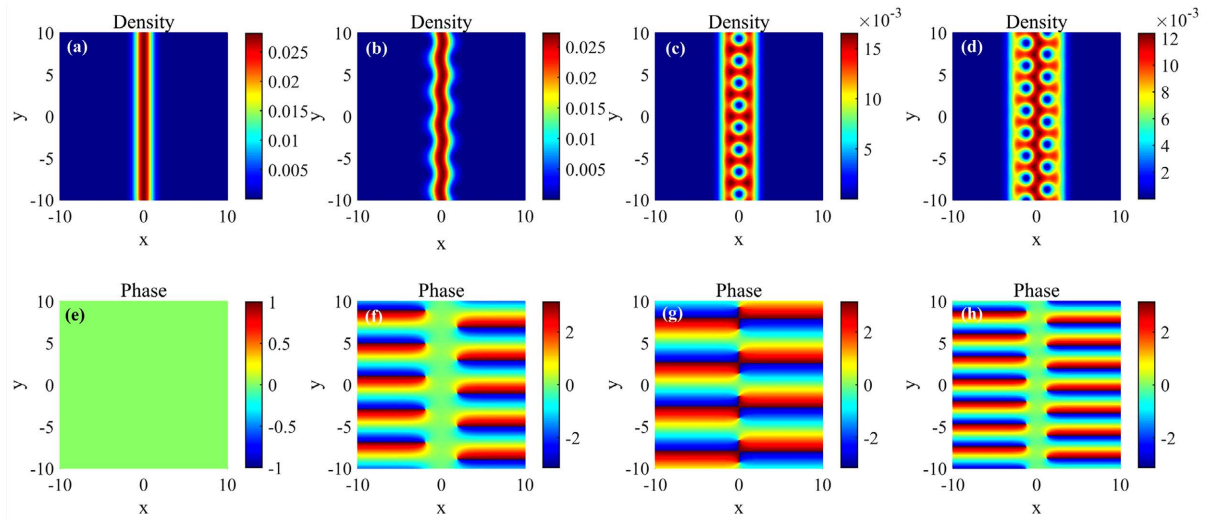 Density Density Density ×10⁻³ Density ×10⁻³
(a) (b) (c) (d)
10 10 10 10
0.025 0.025 15 12
5 0.02 5 0.02 5 5 10
y 0 0.015 y 0 0.015 y 0 10 y 0 8
0.01 0.01 6
-5 -5 -5 5 -5 4
0.005 0.005 2
-10 -10 -10 -10
-10 0 10 -10 0 10 -10 0 10 -10 0 10
x x x x
Phase Phase Phase Phase
(e) (f) (g) (h)
10 1 10 10 10
5 0.5 5 2 5 2 5 2
y 0 0 y 0 0 y 0 0 y 0 0
-5 -0.5 -5 -2 -5 -2 -5 -2
-10 -1 -10 -10 -10
-10 0 10 -10 0 10 -10 0 10 -10 0 10
x x x x